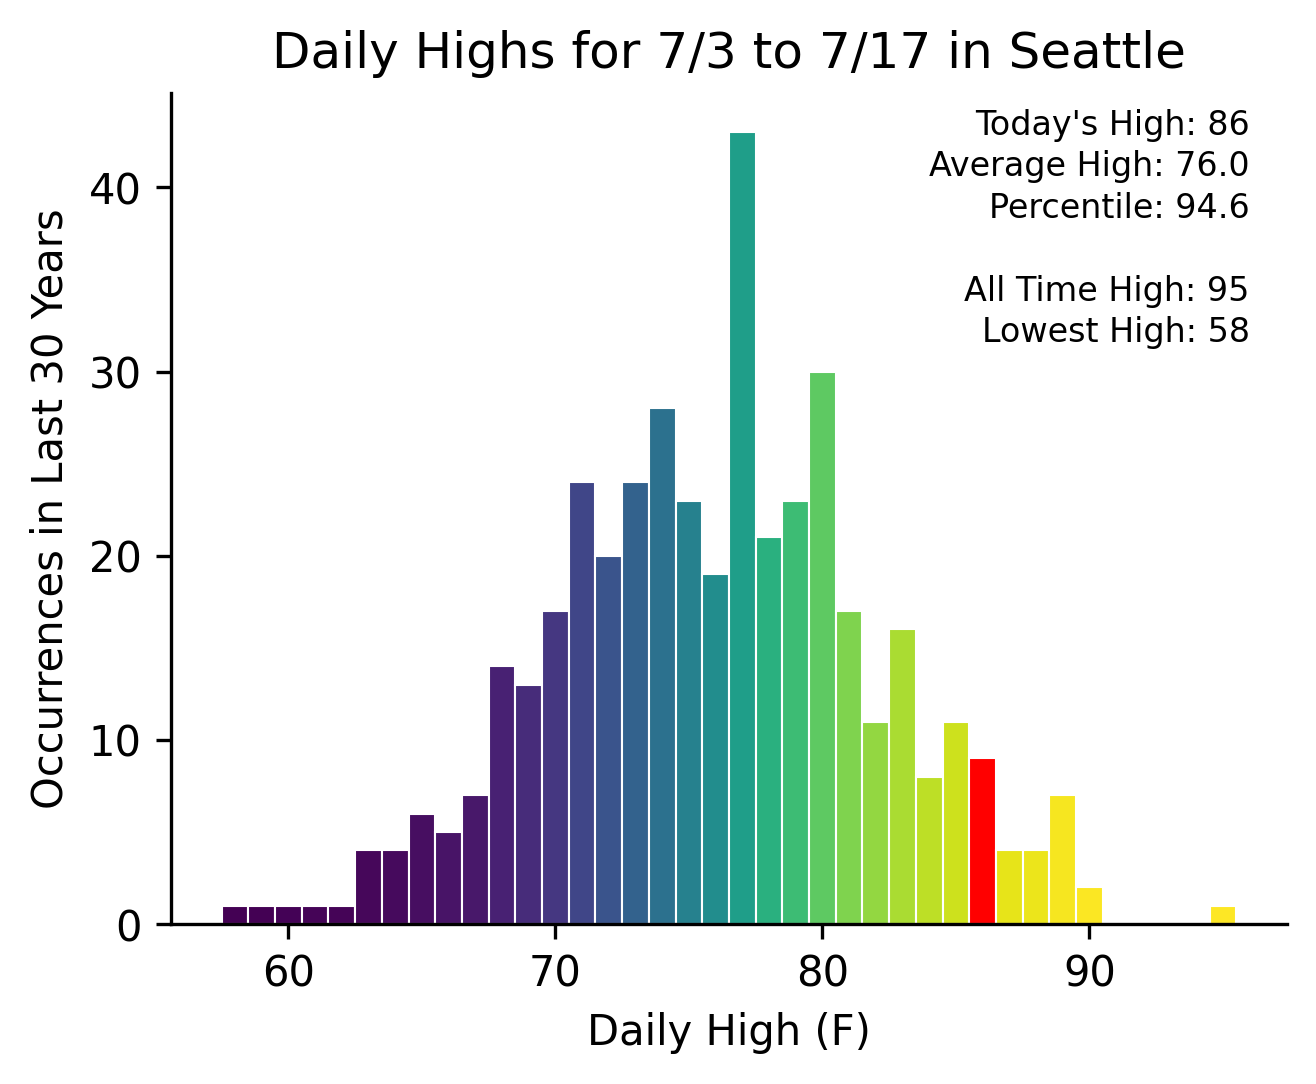 Daily Highs for 7/3 to 7/17 in Seattle
Today's High: 86
Average High: 76.0
Percentile: 94.6
All Time High: 95
Lowest High: 58
Occurrences in Last 30 Years
40
30
20
10
0
60 70 80 90
Daily High (F)